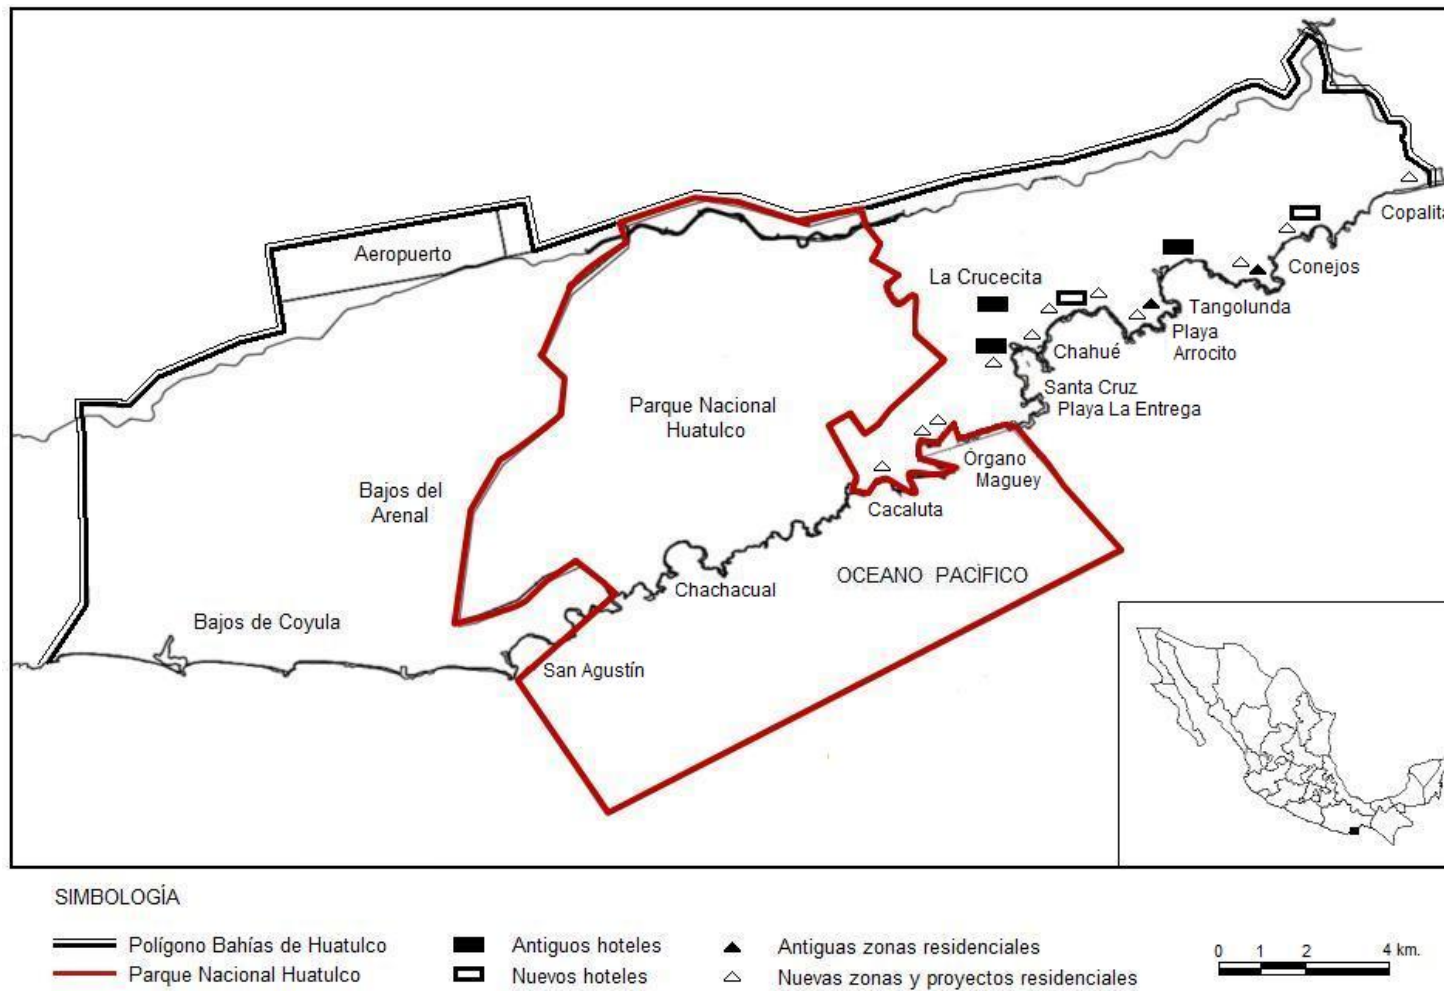 Aeropuerto
Copalita
Conejos
La Crucecita
Tangolunda
Playa
Arrocito
Chahué
Santa Cruz
Playa La Entrega
Parque Nacional
Huatulco
Órgano
Maguey
Bajos del
Arenal
Cacaluta
OCEANO PACÍFICO
Chachacual
Bajos de Coyula
San Agustín
SIMBOLOGÍA
Polígono Bahías de Huatulco
Parque Nacional Huatulco
Antiguos hoteles
Nuevos hoteles
Antiguas zonas residenciales
Nuevas zonas y proyectos residenciales
0 1 2 4 km.